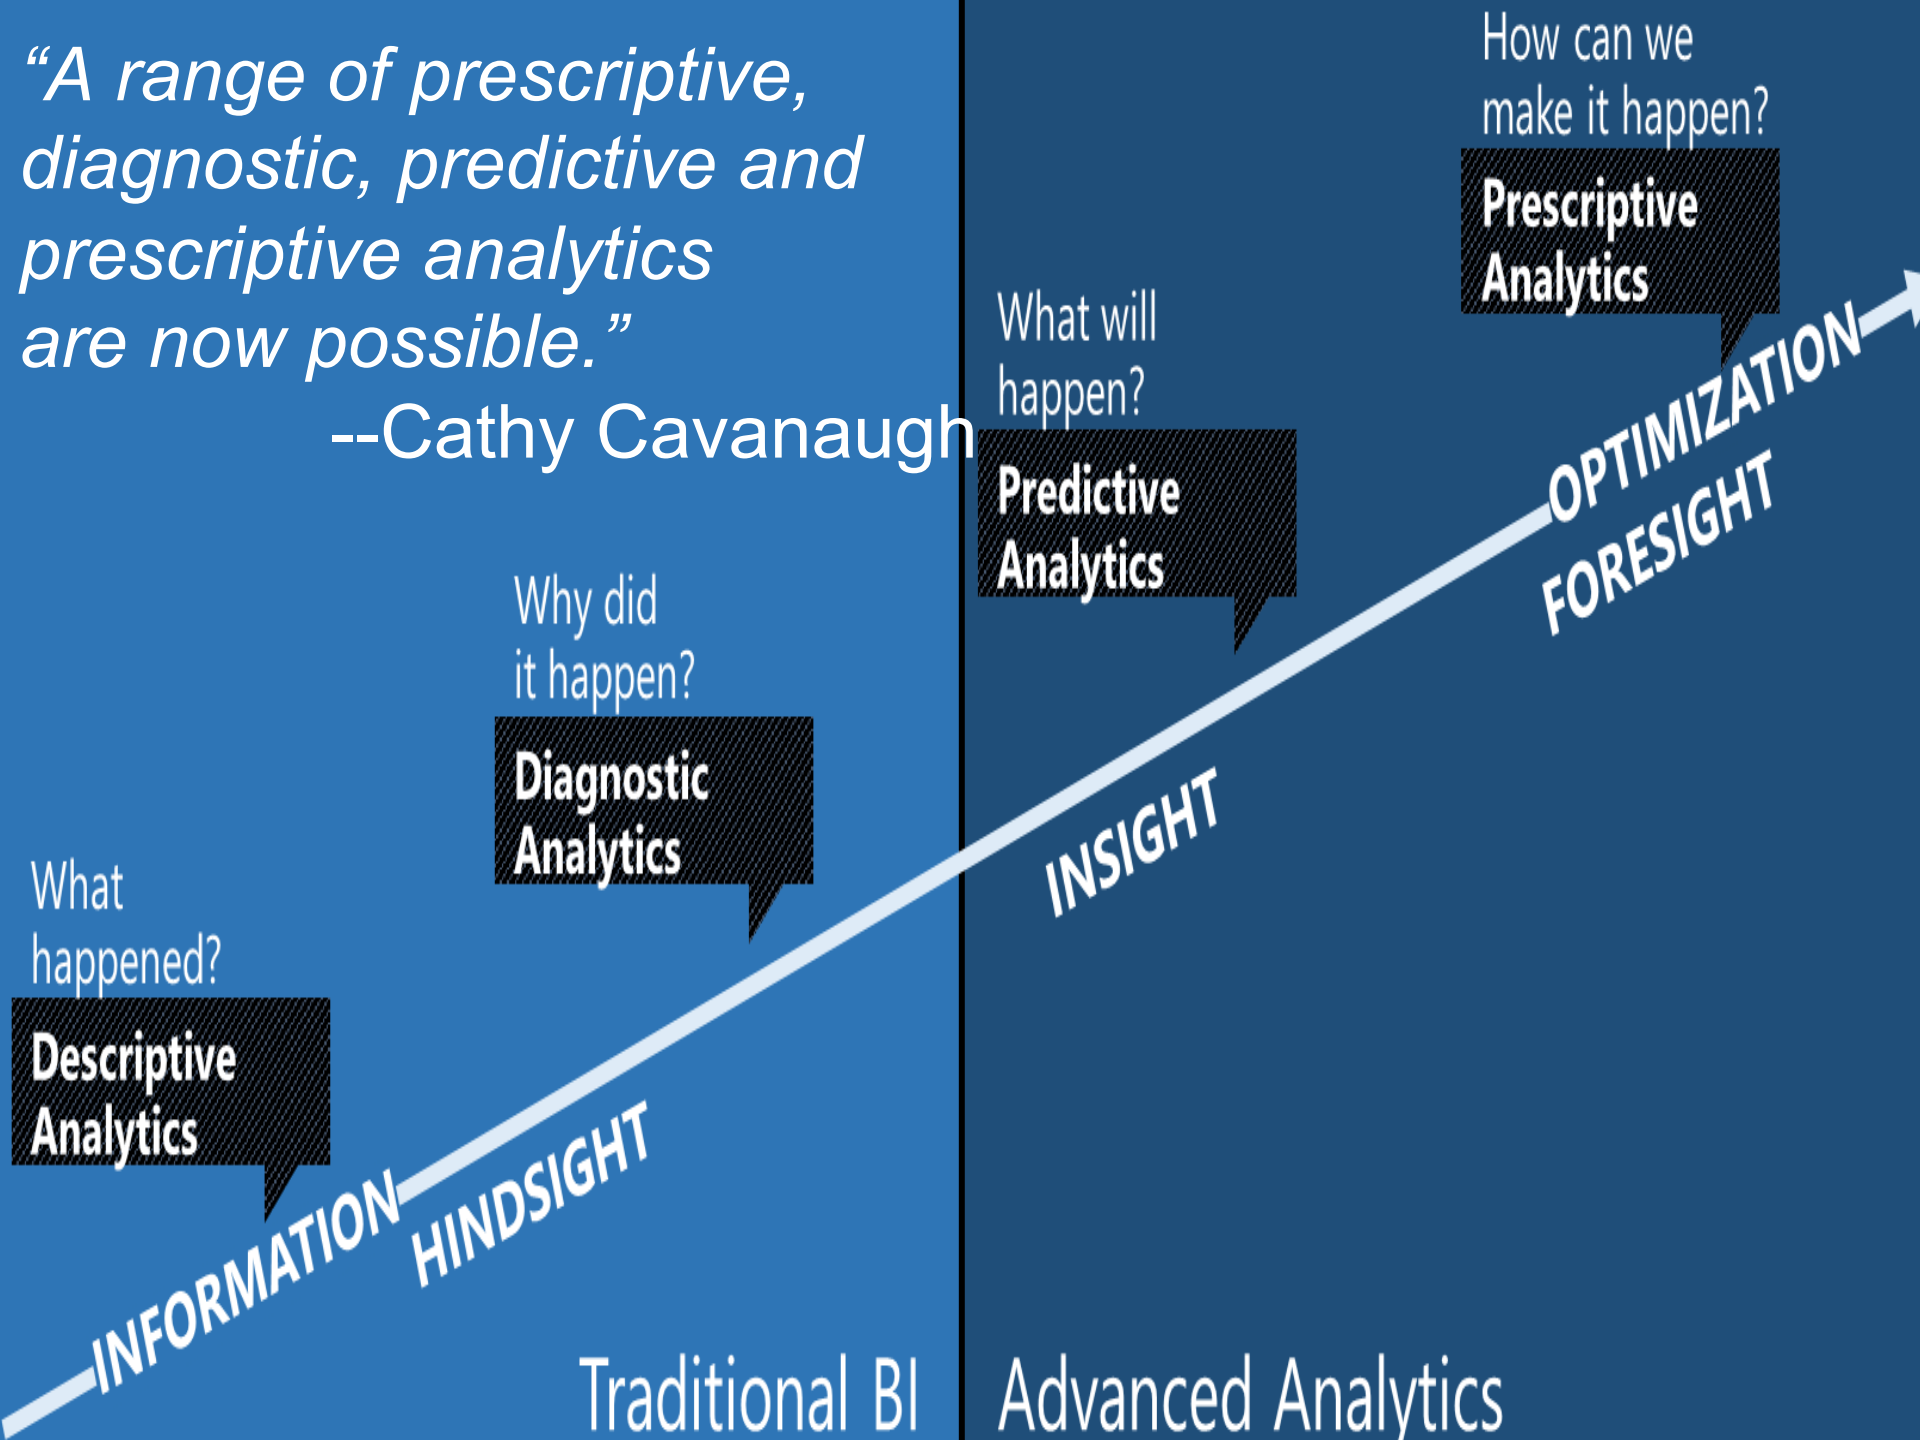 “A range of prescriptive,
diagnostic, predictive and
prescriptive analytics
are now possible.”
--Cathy Cavanaugh
How can we
make it happen?
Prescriptive
Analytics
What will
happen?
Predictive
Analytics
Why did
it happen?
Diagnostic
Analytics
What
happened?
Descriptive
Analytics
OPTIMIZATION
FORESIGHT
INSIGHT
HINDSIGHT
INFORMATION
Traditional BI
Advanced Analytics